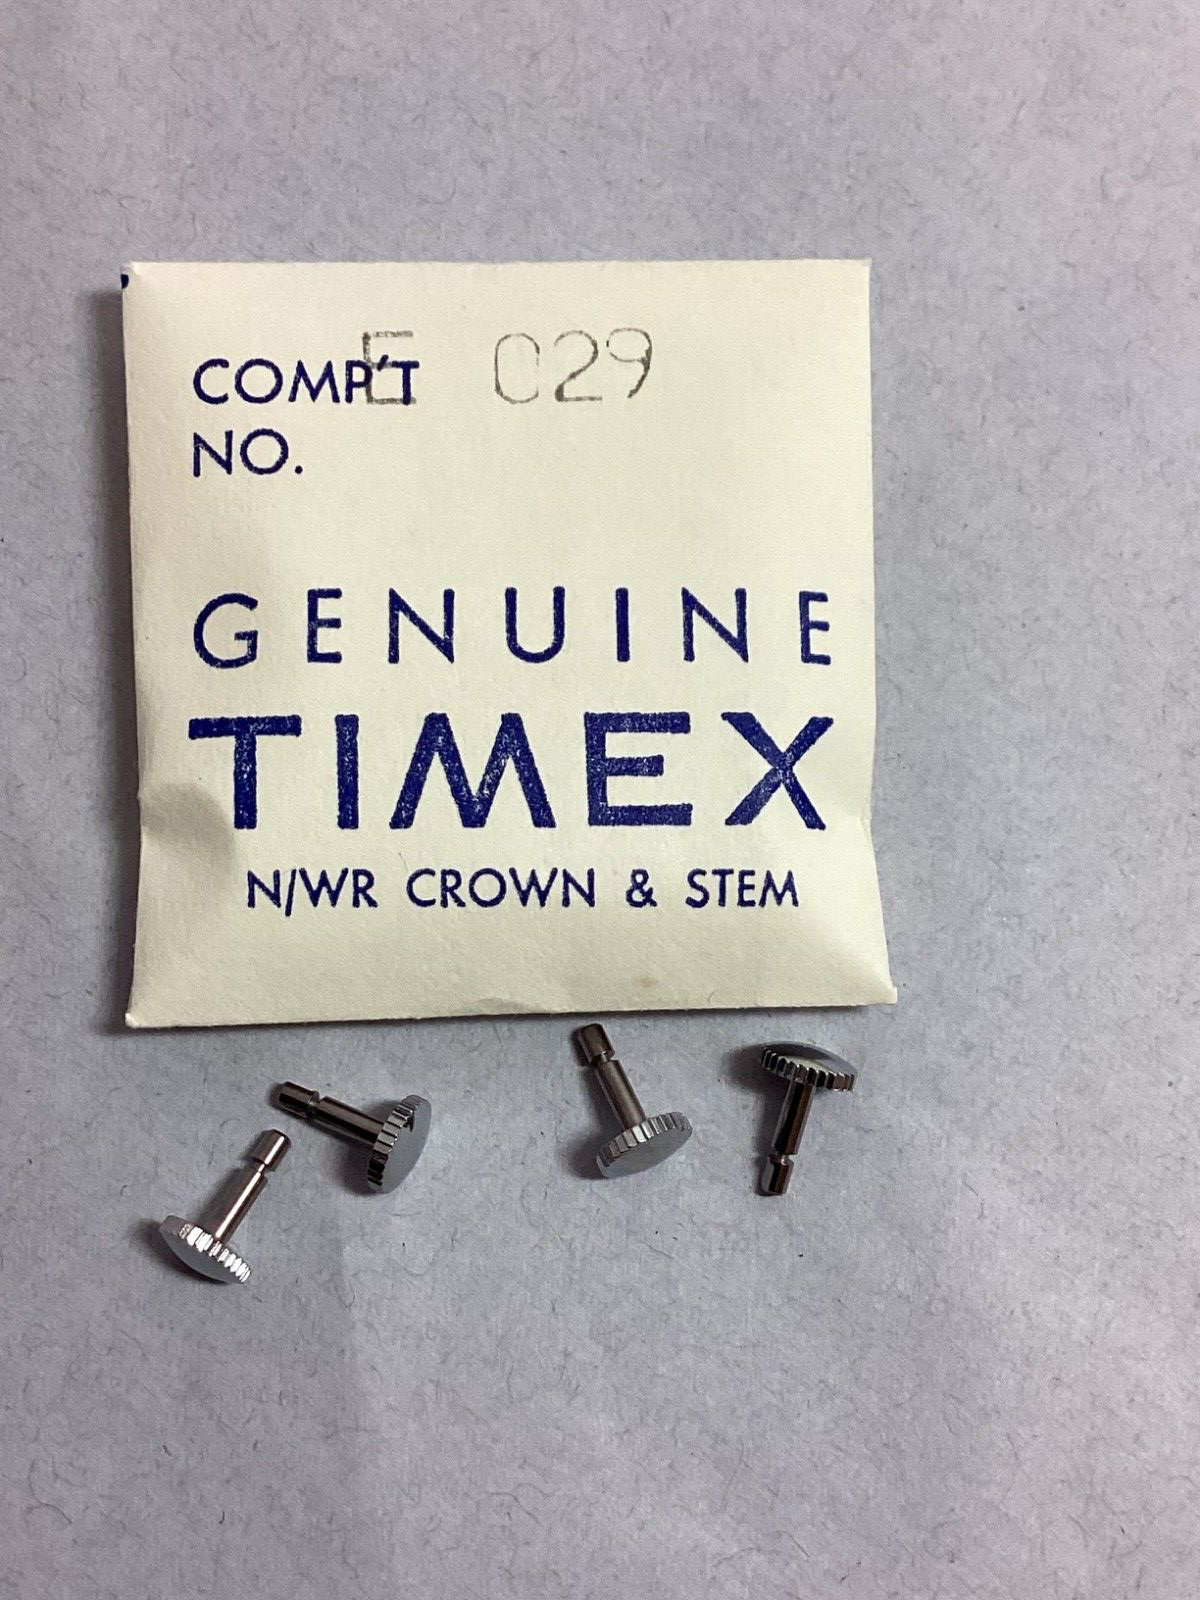 E 029
COMP'T
NO.
GENUINE
TIMEX
N/WR CROWN & STEM